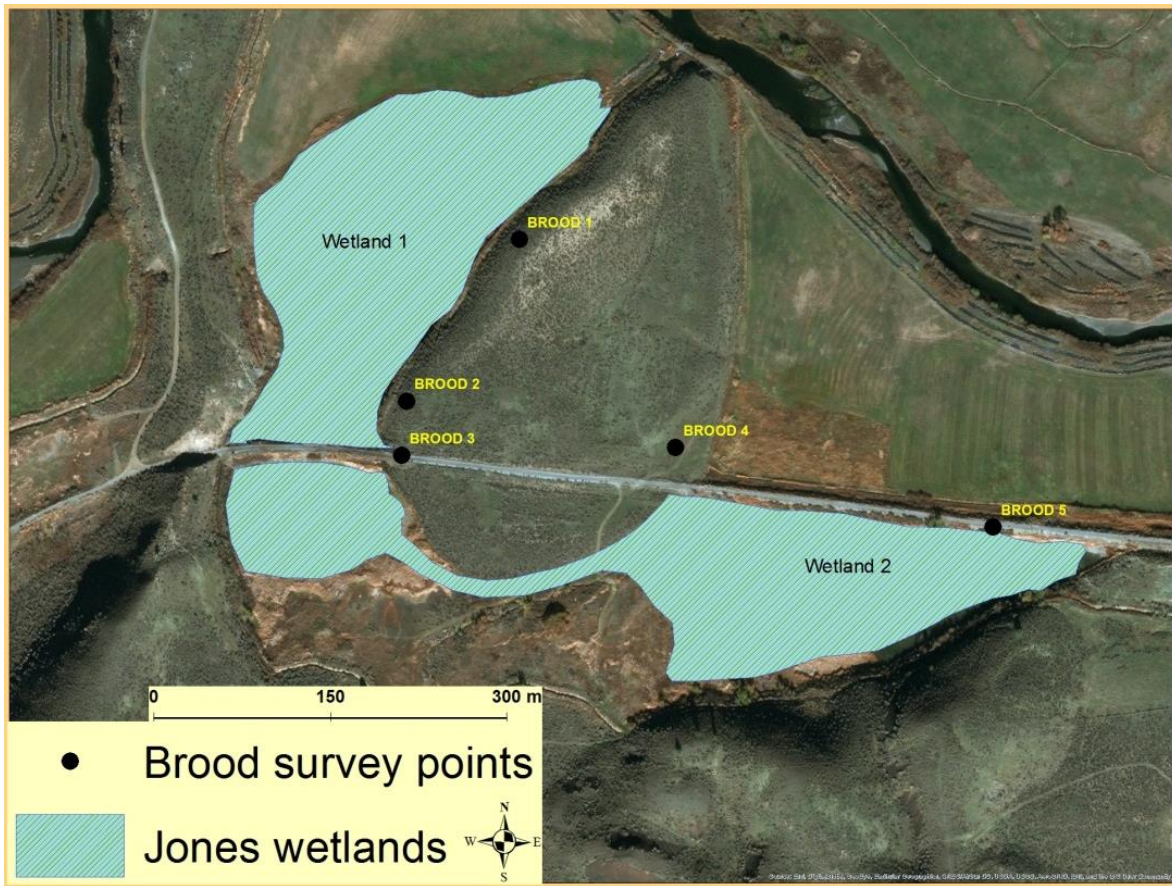 BROOD 1
Wetland 1
BROOD 2
BROOD 3
BROOD 4
BROOD 5
Wetland 2
0 150 300 m
Brood survey points
Jones wetlands
N
W E
S